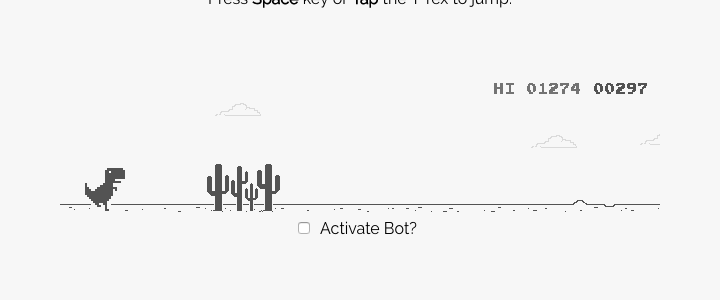 Press Space key or Tap the T-rex to jump.
HI 01274 00297
Activate Bot?